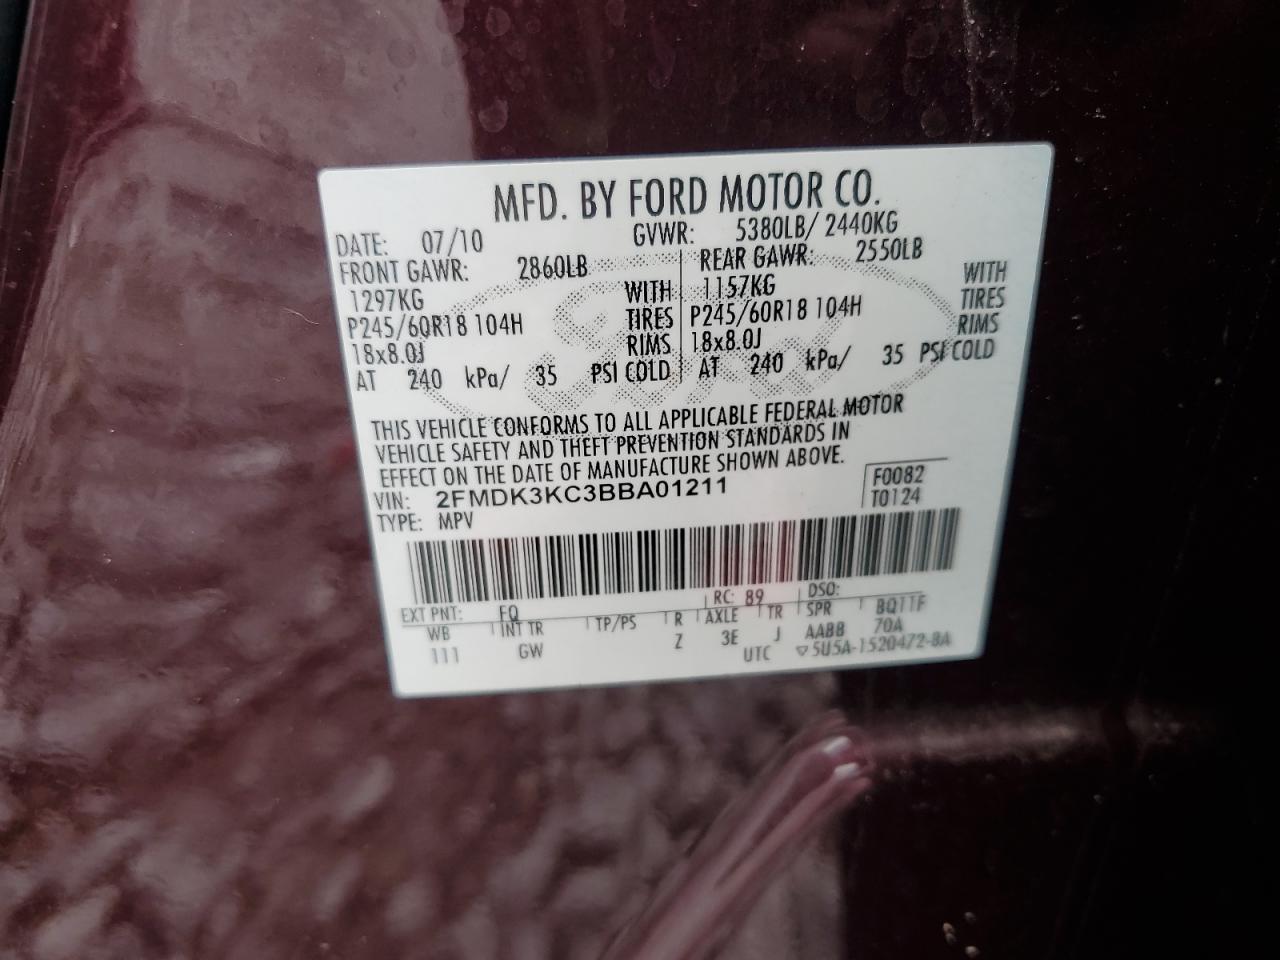 MFD. BY FORD MOTOR CO.
DATE: 07/10 GVWR: 5380LB/ 2440KG
FRONT GAWR: 2860LB REAR GAWR: 2550LB
1297KG WITH 1157KG WITH
P245/60R18 104H TIRES P245/60R18 104H TIRES
18x8.0J RIMS 18x8.0J RIMS
AT 240 kPa/ 35 PSI COLD AT 240 kPa/ 35 PSI COLD
THIS VEHICLE CONFORMS TO ALL APPLICABLE FEDERAL MOTOR
VEHICLE SAFETY AND THEFT PREVENTION STANDARDS IN
EFFECT ON THE DATE OF MANUFACTURE SHOWN ABOVE.
F0082
VIN: 2FMDK3KC3BBA01211 T0124
TYPE: MPV
EXT PNT: FQ RC: 89 DSO:
WB INT TR TP/PS R AXLE TR SPR BQ11F
111 GW Z 3E J AABB 70A
UTC ▽5U5A-1520472-BA